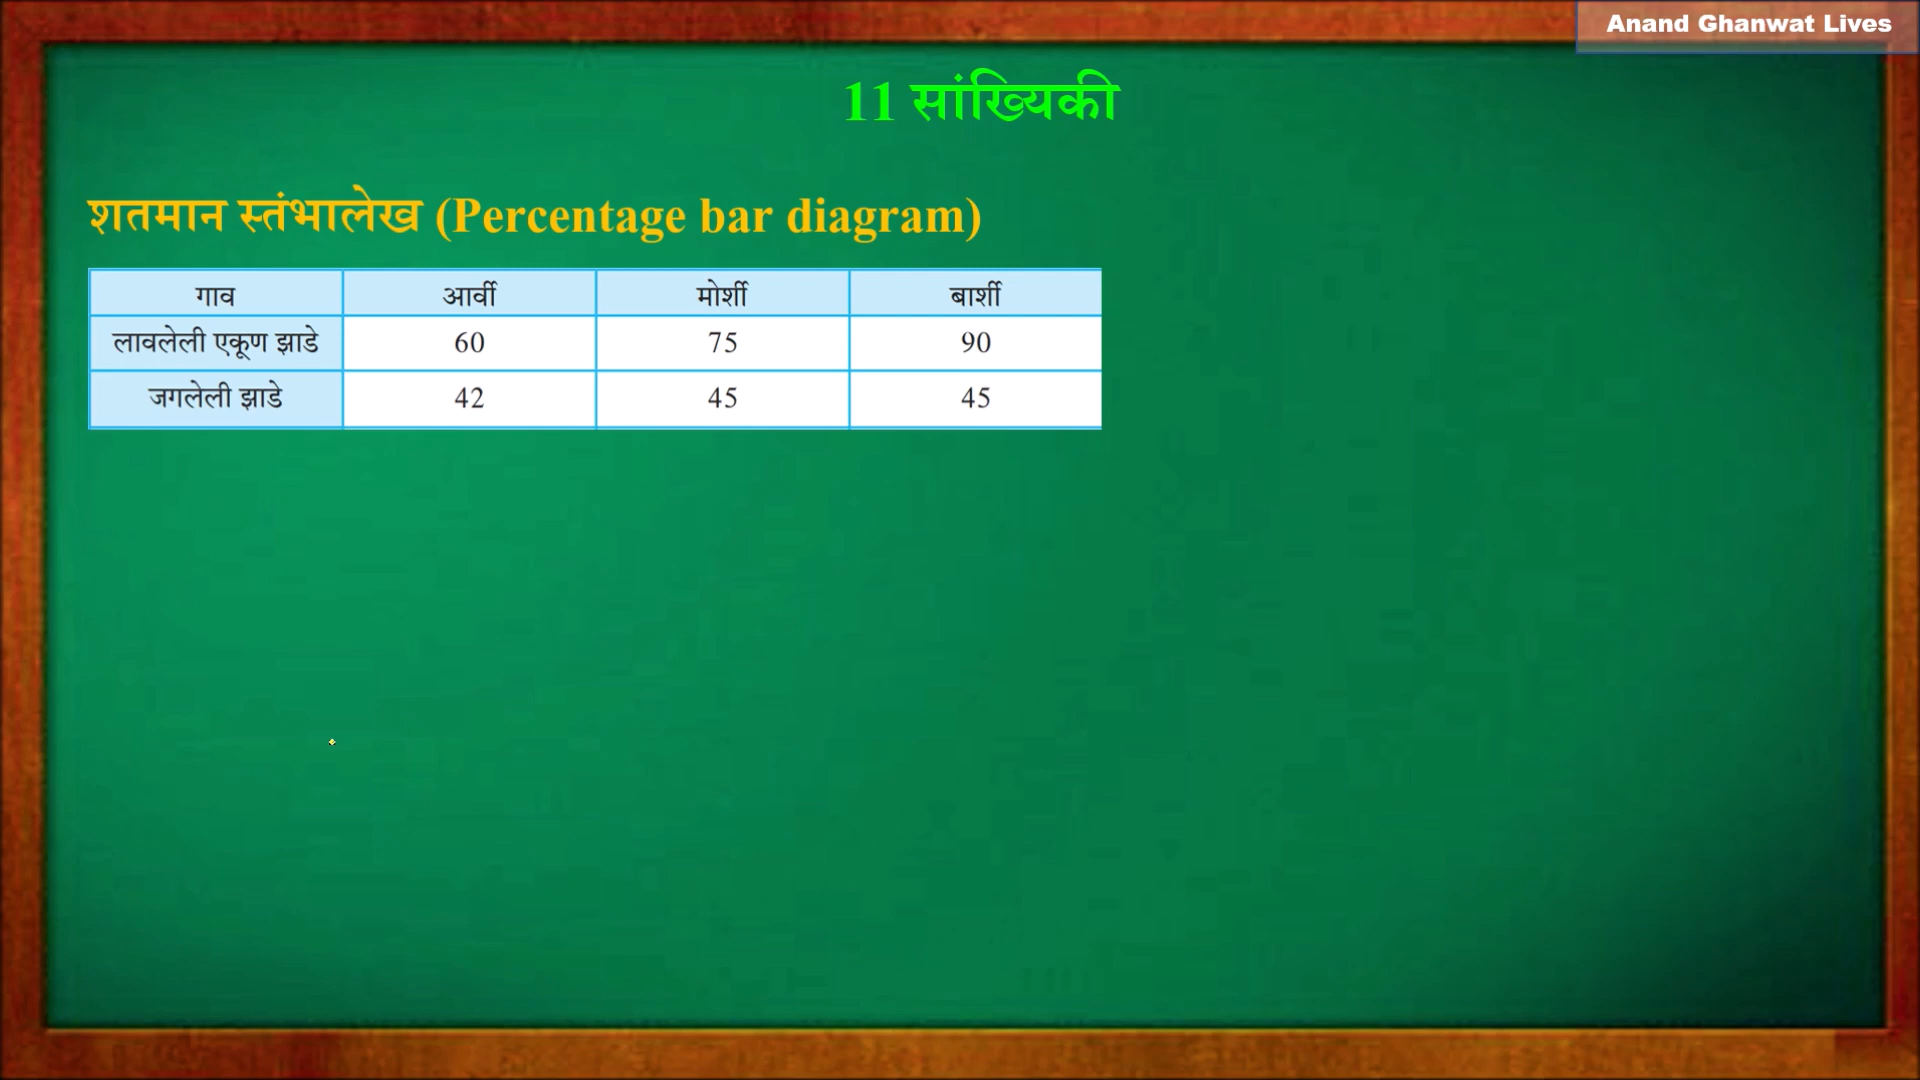 Anand Ghanwat Lives
11 सांख्यिकी
शतमान स्तंभालेख (Percentage bar diagram)
गाव आर्वी मोर्शी बार्शी
लावलेली एकूण झाडे 60 75 90
जगलेली झाडे 42 45 45